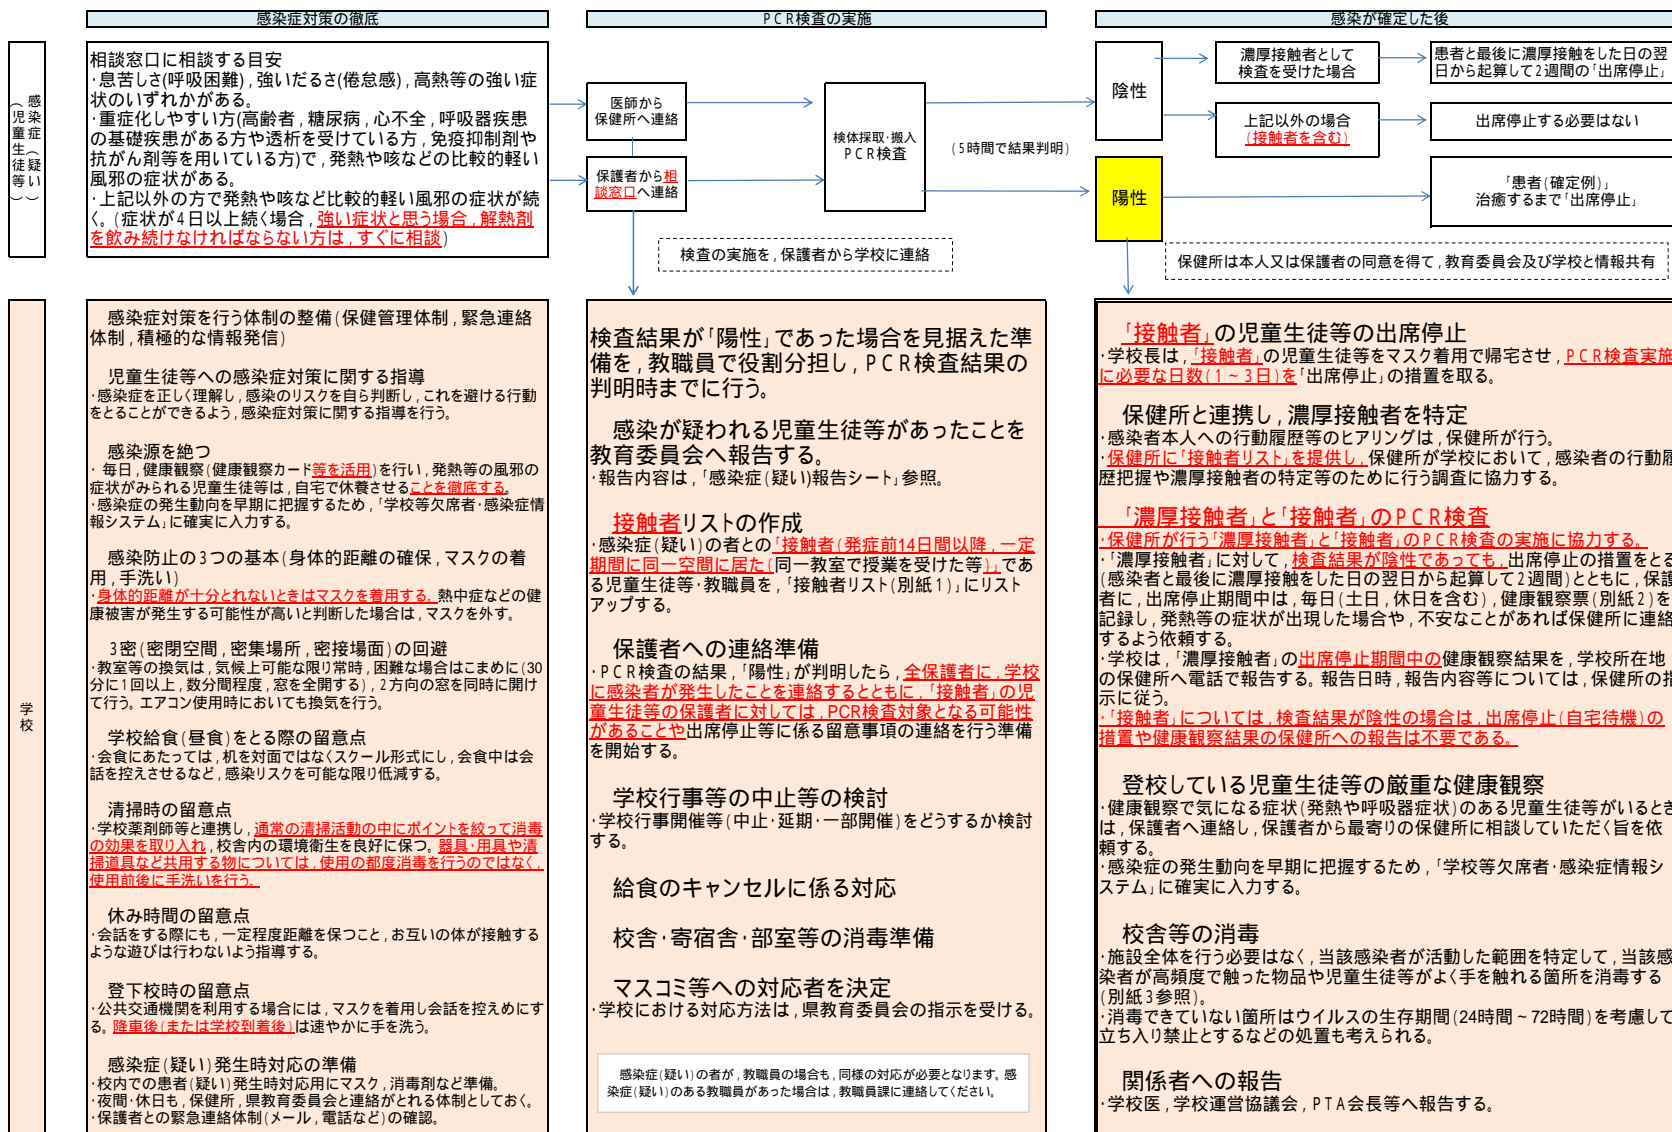 感染症対策の徹底
PCR検査の実施
感染が確定した後
感染症(疑い)
(児童生徒等)
相談窓口に相談する目安
・息苦しさ(呼吸困難),強いだるさ(倦怠感),高熱等の強い症
状のいずれかがある。
・重症化しやすい方(高齢者,糖尿病,心不全,呼吸器疾患
の基礎疾患がある方や透析を受けている方,免疫抑制剤や
抗がん剤等を用いている方)で,発熱や咳などの比較的軽い
風邪の症状がある。
・上記以外の方で発熱や咳など比較的軽い風邪の症状が続
く。(症状が4日以上続く場合,強い症状と思う場合,解熱剤
を飲み続けなければならない方は,すぐに相談)
医師から
保健所へ連絡
保護者から相
談窓口へ連絡
検体採取・搬入
PCR検査
(5時間で結果判明)
検査の実施を,保護者から学校に連絡
陰性
陽性
濃厚接触者として
検査を受けた場合
上記以外の場合
(接触者を含む)
患者と最後に濃厚接触をした日の翌
日から起算して2週間の「出席停止」
出席停止する必要はない
「患者(確定例)」
治癒するまで「出席停止」
保健所は本人又は保護者の同意を得て,教育委員会及び学校と情報共有
学校
感染症対策を行う体制の整備(保健管理体制,緊急連絡
体制,積極的な情報発信)
児童生徒等への感染症対策に関する指導
・感染症を正しく理解し,感染のリスクを自ら判断し,これを避ける行動
をとることができるよう,感染症対策に関する指導を行う。
感染源を絶つ
・毎日,健康観察(健康観察カード等を活用)を行い,発熱等の風邪の
症状がみられる児童生徒等は,自宅で休養させることを徹底する。
・感染症の発生動向を早期に把握するため,「学校等欠席者・感染症情
報システム」に確実に入力する。
感染防止の3つの基本(身体的距離の確保,マスクの着
用,手洗い)
・身体的距離が十分とれないときはマスクを着用する。熱中症などの健
康被害が発生する可能性が高いと判断した場合は,マスクを外す。
3密(密閉空間,密集場所,密接場面)の回避
・教室等の換気は,気候上可能な限り常時,困難な場合はこまめに(30
分に1回以上,数分間程度,窓を全開する),2方向の窓を同時に開け
て行う。エアコン使用時においても換気を行う。
学校給食(昼食)をとる際の留意点
・会食にあたっては,机を対面ではなくスクール形式にし,会食中は会
話を控えさせるなど,感染リスクを可能な限り低減する。
清掃時の留意点
・学校薬剤師等と連携し,通常の清掃活動の中にポイントを絞って消毒
の効果を取り入れ,校舎内の環境衛生を良好に保つ。器具・用具や清
掃道具など共用する物については,使用の都度消毒を行うのではなく,
使用前後に手洗いを行う。
休み時間の留意点
・会話をする際にも,一定程度距離を保つこと,お互いの体が接触する
ような遊びは行わないよう指導する。
登下校時の留意点
・公共交通機関を利用する場合には,マスクを着用し会話を控えめにす
る。降車後(または学校到着後)は速やかに手を洗う。
感染症(疑い)発生時対応の準備
・校内での患者(疑い)発生時対応用にマスク,消毒剤など準備。
・夜間・休日も,保健所,県教育委員会と連絡がとれる体制としておく。
・保護者との緊急連絡体制(メール,電話など)の確認。
検査結果が「陽性」であった場合を見据えた準
備を,教職員で役割分担し,PCR検査結果の
判明時までに行う。
感染が疑われる児童生徒等があったことを
教育委員会へ報告する。
・報告内容は,「感染症(疑い)報告シート」参照。
接触者リストの作成
・感染症(疑い)の者との「接触者(発症前14日間以降,一定
期間に同一空間に居た(同一教室で授業を受けた等)」であ
る児童生徒等・教職員を,「接触者リスト(別紙1)」にリスト
アップする。
保護者への連絡準備
・PCR検査の結果,「陽性」が判明したら,全保護者に,学校
に感染者が発生したことを連絡するとともに,「接触者」の児
童生徒等の保護者に対しては,PCR検査対象となる可能性
があることや出席停止等に係る留意事項の連絡を行う準備
を開始する。
学校行事等の中止等の検討
・学校行事開催等(中止・延期・一部開催)をどうするか検討
する。
給食のキャンセルに係る対応
校舎・寄宿舎・部室等の消毒準備
マスコミ等への対応者を決定
・学校における対応方法は,県教育委員会の指示を受ける。
感染症(疑い)の者が,教職員の場合も,同様の対応が必要となります。感
染症(疑い)のある教職員があった場合は,教職員課に連絡してください。
「接触者」の児童生徒等の出席停止
・学校長は,「接触者」の児童生徒等をマスク着用で帰宅させ,PCR検査実施
に必要な日数(1~3日)を「出席停止」の措置を取る。
保健所と連携し,濃厚接触者を特定
・感染者本人への行動履歴等のヒアリングは,保健所が行う。
・保健所に「接触者リスト」を提供し,保健所が学校において,感染者の行動履
歴把握や濃厚接触者の特定等のために行う調査に協力する。
「濃厚接触者」と「接触者」のPCR検査
・保健所が行う「濃厚接触者」と「接触者」のPCR検査の実施に協力する。
・「濃厚接触者」に対して,検査結果が陰性であっても,出席停止の措置をとる
(感染者と最後に濃厚接触をした日の翌日から起算して2週間)とともに,保護
者に,出席停止期間中は,毎日(土日,休日を含む),健康観察票(別紙2)を
記録し,発熱等の症状が出現した場合や,不安なことがあれば保健所に連絡
するよう依頼する。
・学校は,「濃厚接触者」の出席停止期間中の健康観察結果を,学校所在地
の保健所へ電話で報告する。報告日時,報告内容等については,保健所の指
示に従う。
・「接触者」については,検査結果が陰性の場合は,出席停止(自宅待機)の
措置や健康観察結果の保健所への報告は不要である。
登校している児童生徒等の厳重な健康観察
・健康観察で気になる症状(発熱や呼吸器症状)のある児童生徒等がいるとき
は,保護者へ連絡し,保護者から最寄りの保健所に相談していただく旨を依
頼する。
・感染症の発生動向を早期に把握するため,「学校等欠席者・感染症情報シ
ステム」に確実に入力する。
校舎等の消毒
・施設全体を行う必要はなく,当該感染者が活動した範囲を特定して,当該感
染者が高頻度で触った物品や児童生徒等がよく手を触れる箇所を消毒する
(別紙3参照)。
・消毒できていない箇所はウイルスの生存期間(24時間~72時間)を考慮して
立ち入り禁止とするなどの処置も考えられる。
関係者への報告
・学校医,学校運営協議会,PTA会長等へ報告する。